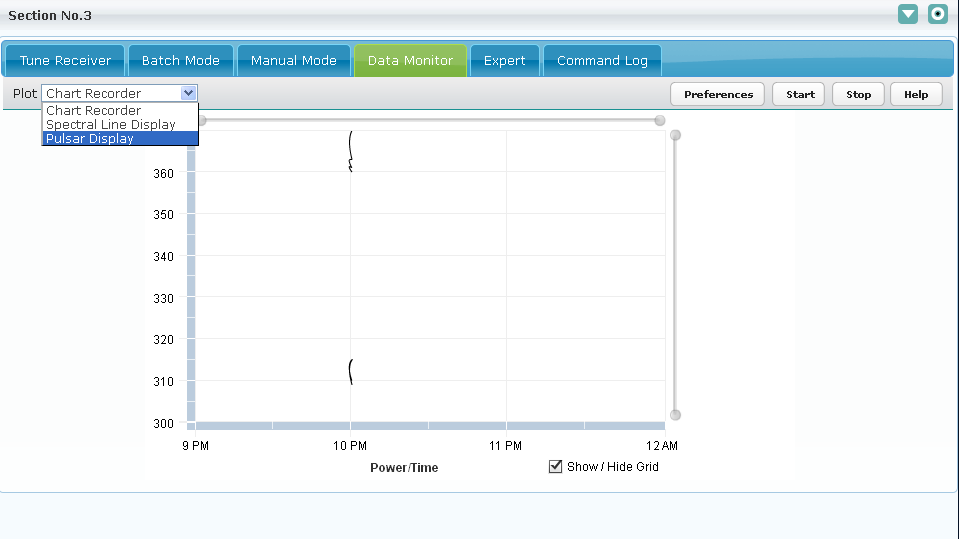 Section No.3
Tune Receiver Batch Mode Manual Mode Data Monitor Expert Command Log
Plot Chart Recorder Preferences Start Stop Help
Chart Recorder
Spectral Line Display
Pulsar Display
360
350
340
330
320
310
300
9 PM 10 PM 11 PM 12 AM
Power/Time Show / Hide Grid